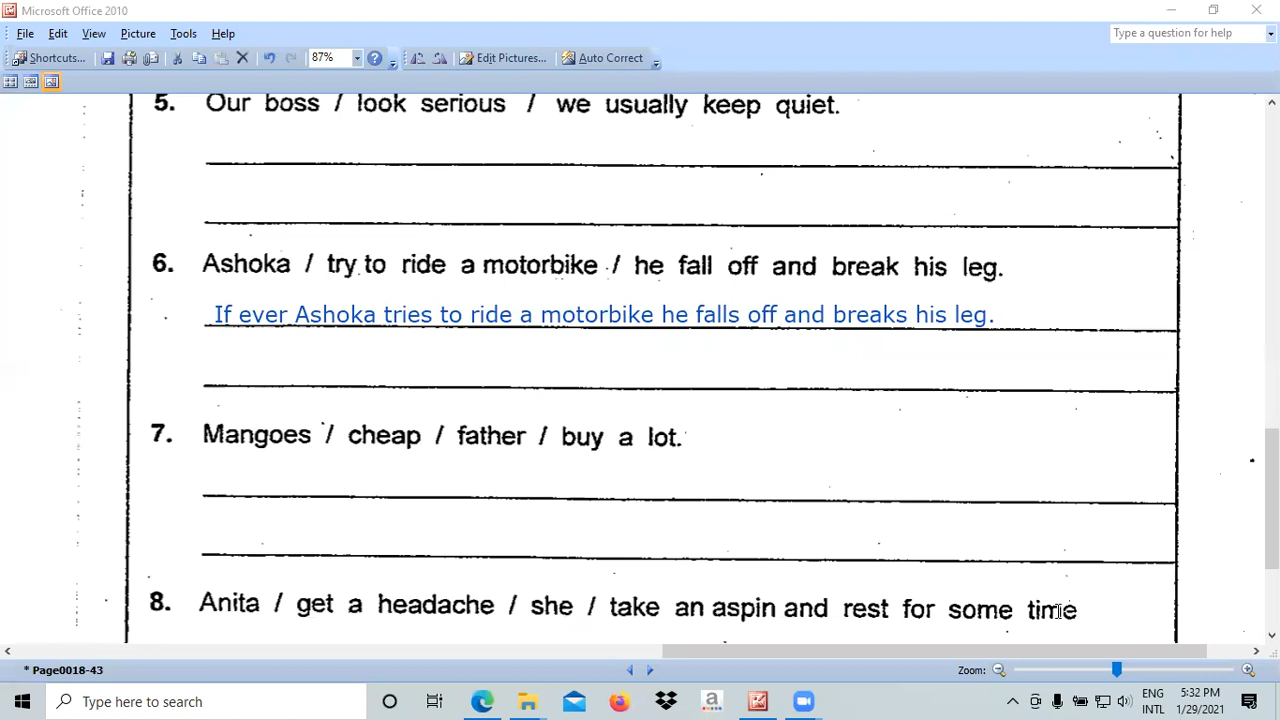 Microsoft Office 2010
File Edit View Picture Tools Help
Type a question for help
Shortcuts... 87% Edit Pictures... Auto Correct
5. Our boss / look serious / we usually keep quiet.
6. Ashoka / try to ride a motorbike / he fall off and break his leg.
If ever Ashoka tries to ride a motorbike he falls off and breaks his leg.
7. Mangoes / cheap / father / buy a lot.
8. Anita / get a headache / she / take an aspin and rest for some time
* Page0018-43 Zoom:
Type here to search
ENG 5:32 PM
INTL 1/29/2021